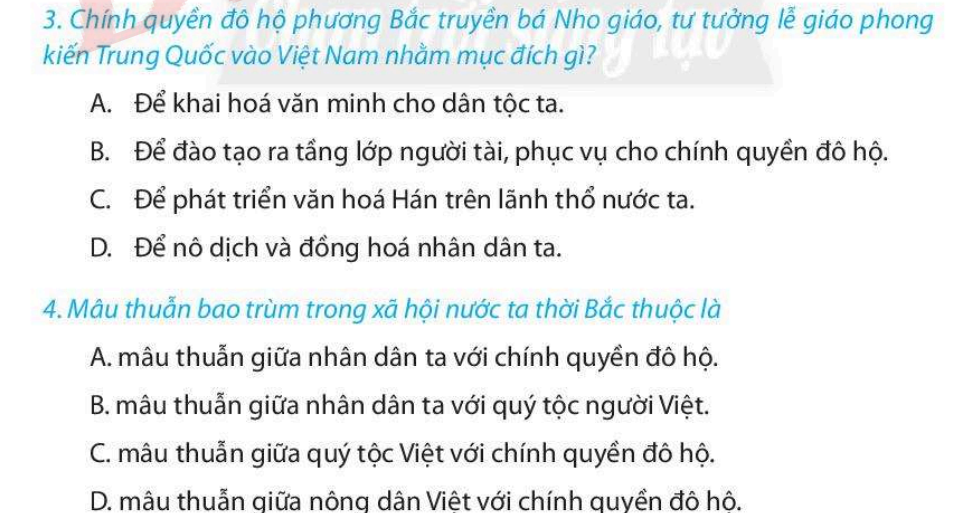 Chân trời sáng tạo
3. Chính quyền đô hộ phương Bắc truyền bá Nho giáo, tư tưởng lễ giáo phong
kiến Trung Quốc vào Việt Nam nhằm mục đích gì?
A. Để khai hoá văn minh cho dân tộc ta.
B. Để đào tạo ra tầng lớp người tài, phục vụ cho chính quyền đô hộ.
C. Để phát triển văn hoá Hán trên lãnh thổ nước ta.
D. Để nô dịch và đồng hoá nhân dân ta.
4. Mâu thuẫn bao trùm trong xã hội nước ta thời Bắc thuộc là
A. mâu thuẫn giữa nhân dân ta với chính quyền đô hộ.
B. mâu thuẫn giữa nhân dân ta với quý tộc người Việt.
C. mâu thuẫn giữa quý tộc Việt với chính quyền đô hộ.
D. mâu thuẫn giữa nông dân Việt với chính quyền đô hộ.